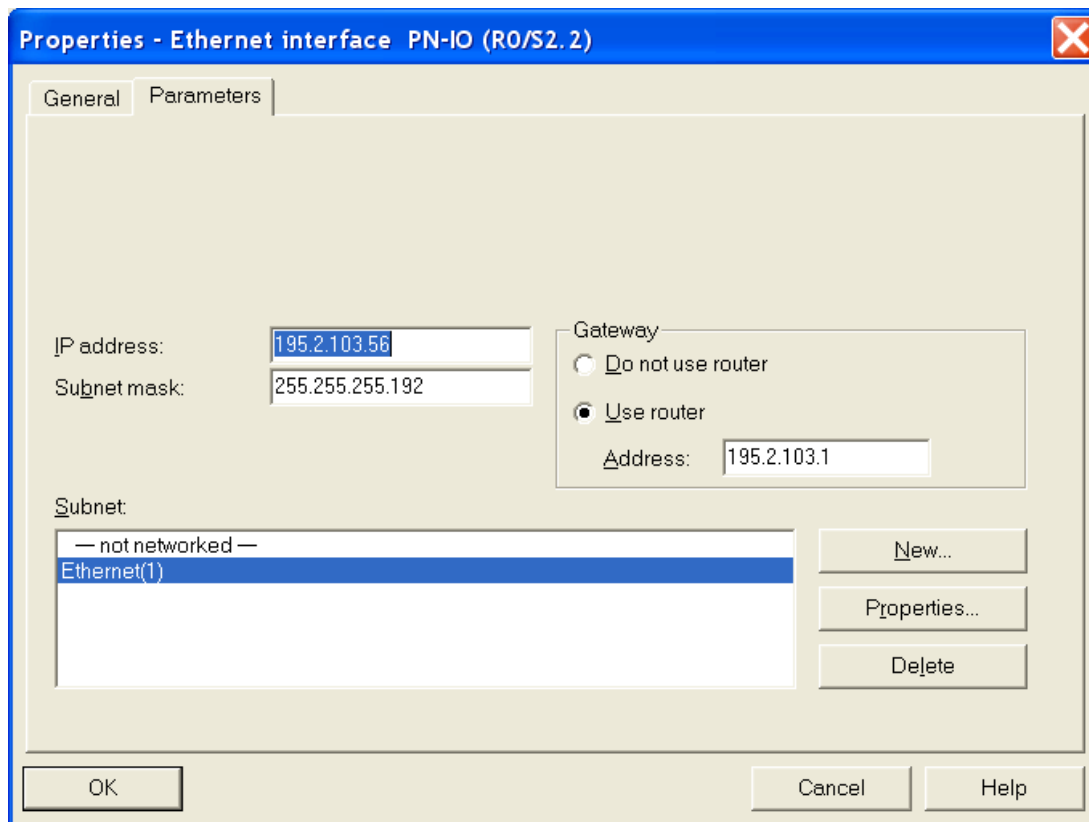 Properties - Ethernet interface PN-IO (R0/S2.2)
General
Parameters
IP address:
195.2.103.56
Subnet mask:
255.255.255.192
Gateway
Do not use router
Use router
Address:
195.2.103.1
Subnet:
— not networked —
Ethernet(1)
New...
Properties...
Delete
OK
Cancel
Help